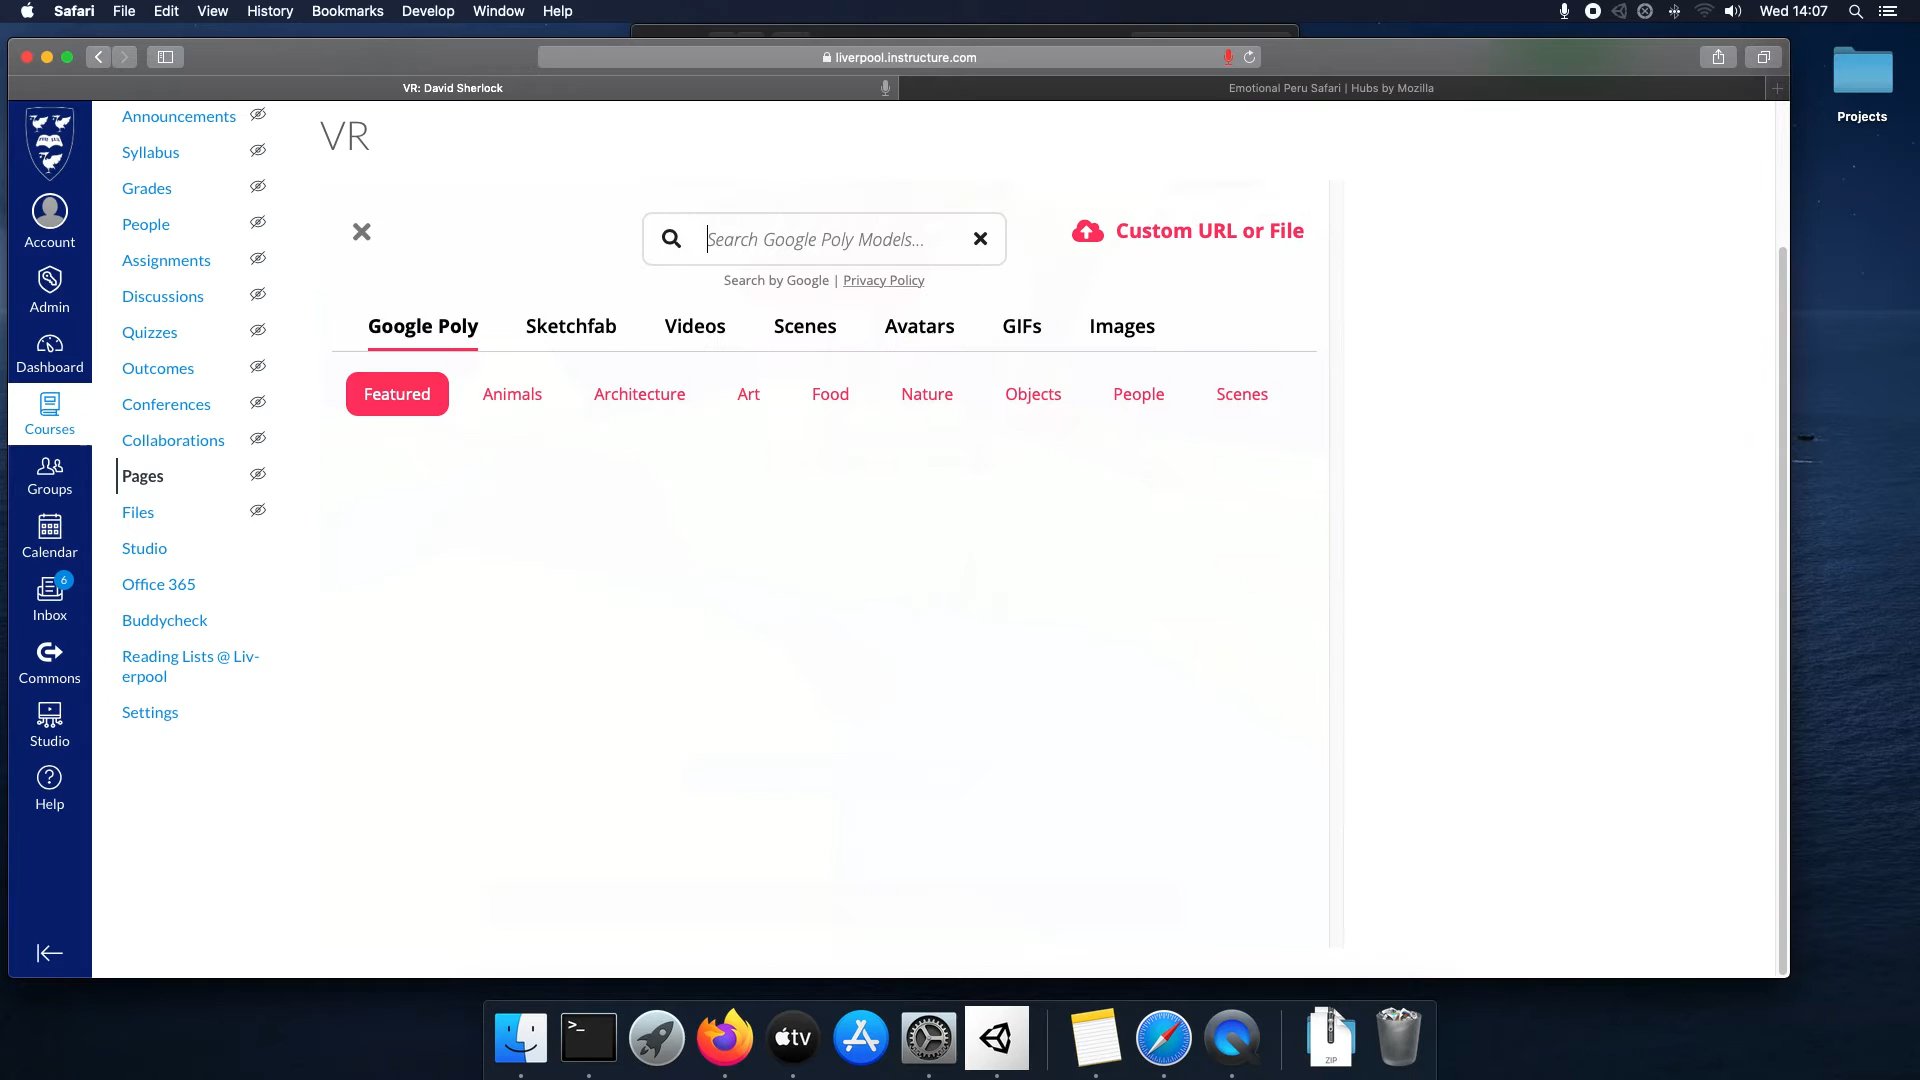 Safari File Edit View History Bookmarks Develop Window Help
Wed 14:07
liverpool.instructure.com
VR: David Sherlock
Emotional Peru Safari | Hubs by Mozilla
Projects
Account
Admin
Dashboard
Courses
Groups
Calendar
6
Inbox
Commons
Studio
Help
Announcements
Syllabus
Grades
People
Assignments
Discussions
Quizzes
Outcomes
Conferences
Collaborations
Pages
Files
Studio
Office 365
Buddycheck
Reading Lists @ Liv-
erpool
Settings
VR
Search Google Poly Models...
Custom URL or File
Search by Google | Privacy Policy
Google Poly Sketchfab Videos Scenes Avatars GIFs Images
Featured Animals Architecture Art Food Nature Objects People Scenes
>_
tv
ZIP